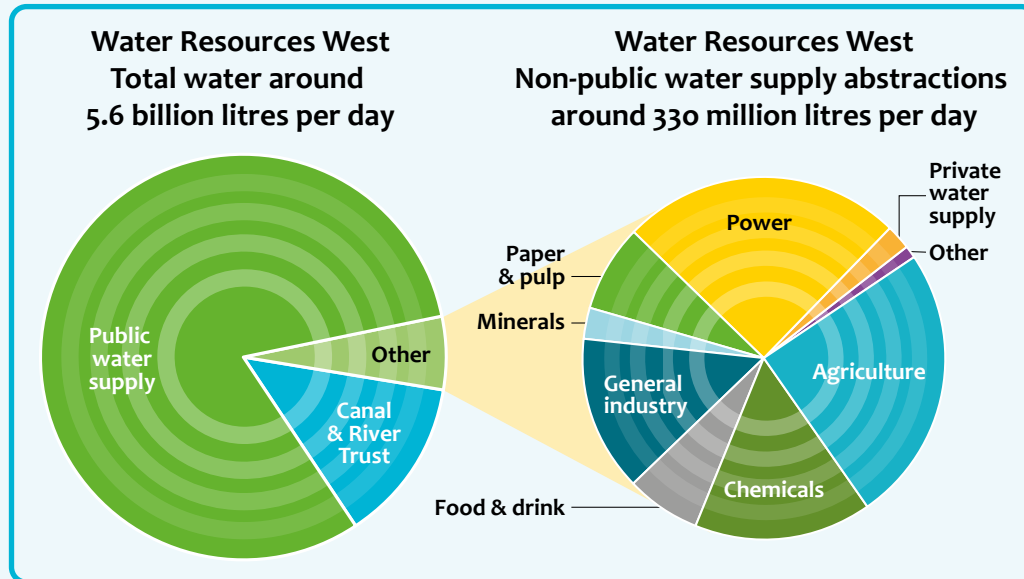 Water Resources West
Total water around
5.6 billion litres per day
Public
water
supply
Other
Canal
& River
Trust
Water Resources West
Non-public water supply abstractions
around 330 million litres per day
Power
Private
water
supply
Other
Paper
& pulp
Minerals
General
industry
Agriculture
Chemicals
Food & drink